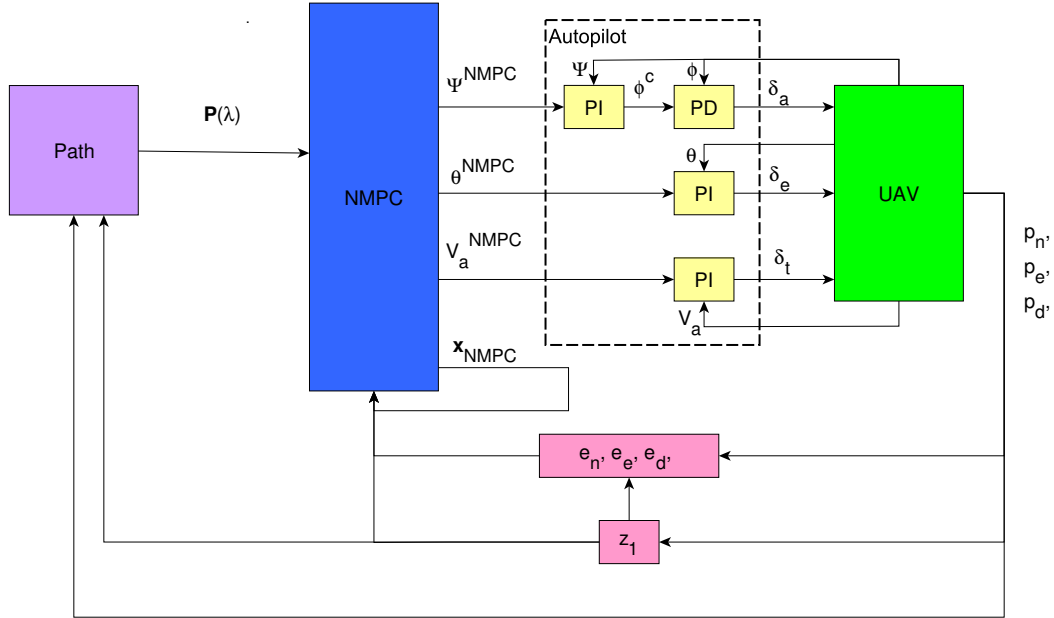 Autopilot
Ψ^NMPC
Ψ
ϕ^c
ϕ
δ_a
PI
PD
P(λ)
Path
NMPC
θ^NMPC
θ
δ_e
PI
UAV
V_a^NMPC
δ_t
PI
V_a
p_n,
p_e,
p_d,
x_NMPC
e_n, e_e, e_d,
z_1